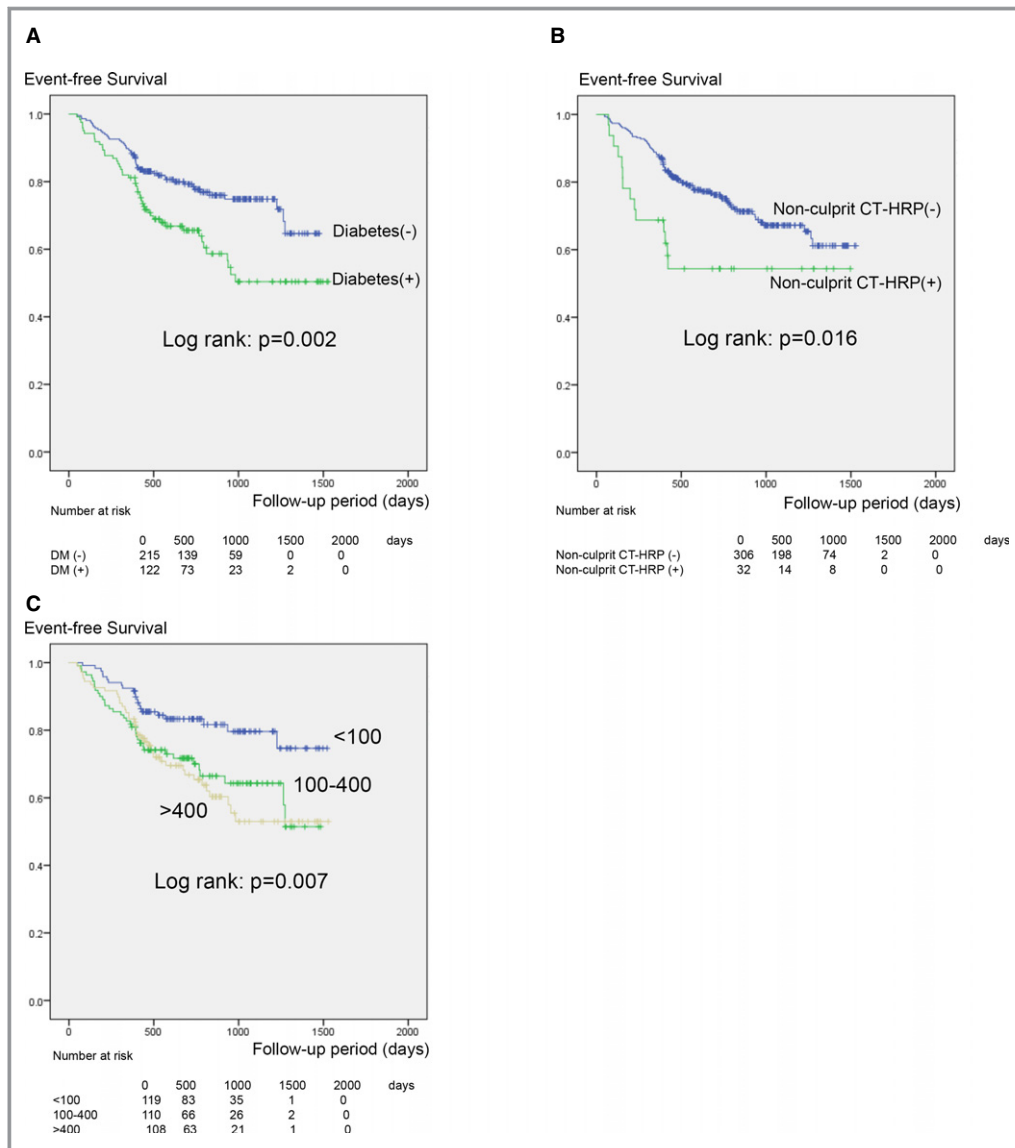 A
Event-free Survival
1.0
0.8
0.6
0.4
0.2
0.0
Diabetes(-)
Diabetes(+)
Log rank: p=0.002
0 500 1000 1500 2000
Follow-up period (days)
Number at risk
0 500 1000 1500 2000 days
DM (-) 215 139 59 0 0
DM (+) 122 73 23 2 0
B
Event-free Survival
1.0
0.8
0.6
0.4
0.2
0.0
Non-culprit CT-HRP(-)
Non-culprit CT-HRP(+)
Log rank: p=0.016
0 500 1000 1500 2000
Follow-up period (days)
Number at risk
0 500 1000 1500 2000 days
Non-culprit CT-HRP (-) 306 198 74 2 0
Non-culprit CT-HRP (+) 32 14 8 0 0
C
Event-free Survival
1.0
0.8
0.6
0.4
0.2
0.0
<100
100-400
>400
Log rank: p=0.007
0 500 1000 1500 2000
Follow-up period (days)
Number at risk
0 500 1000 1500 2000 days
<100 119 83 35 1 0
100-400 110 66 26 2 0
>400 108 63 21 1 0